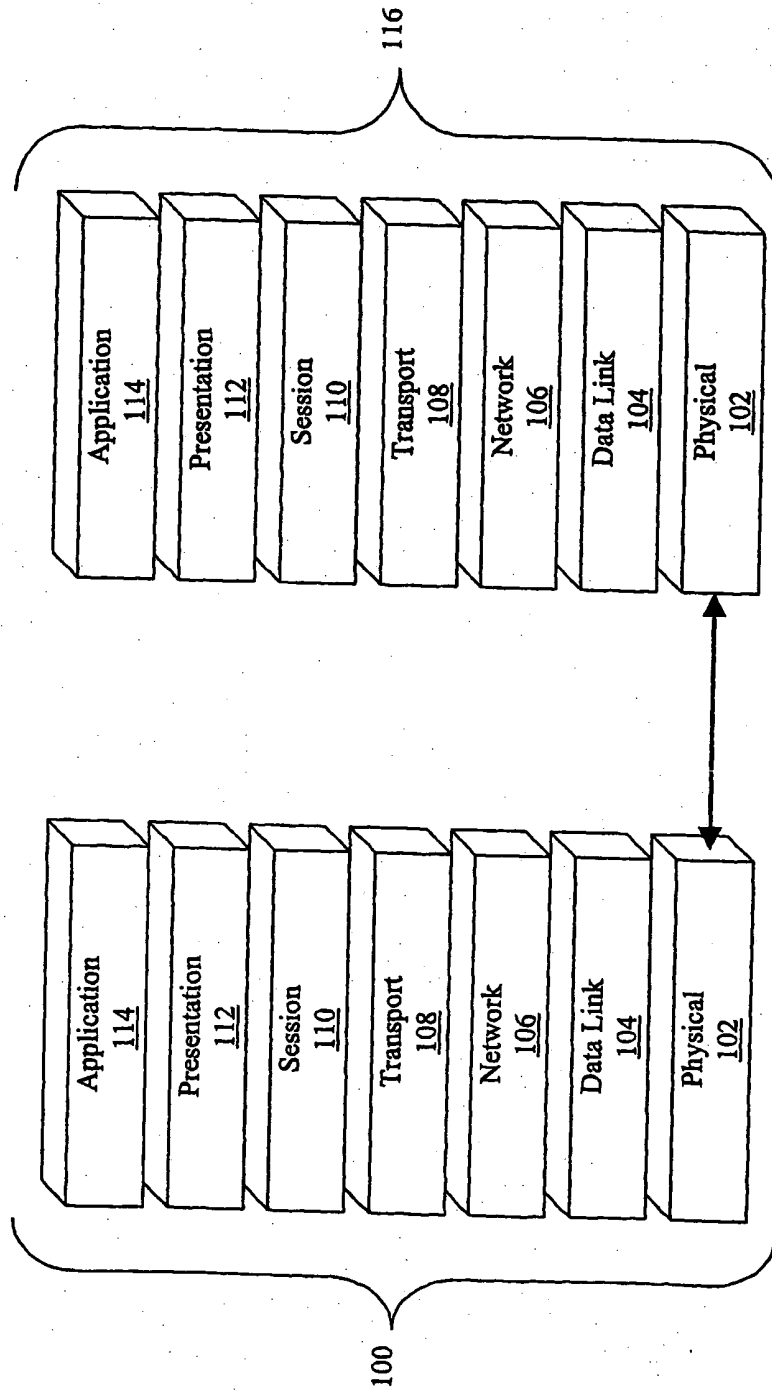 100
Application
114
Presentation
112
Session
110
Transport
108
Network
106
Data Link
104
Physical
102
Application
114
Presentation
112
Session
110
Transport
108
Network
106
Data Link
104
Physical
102
116